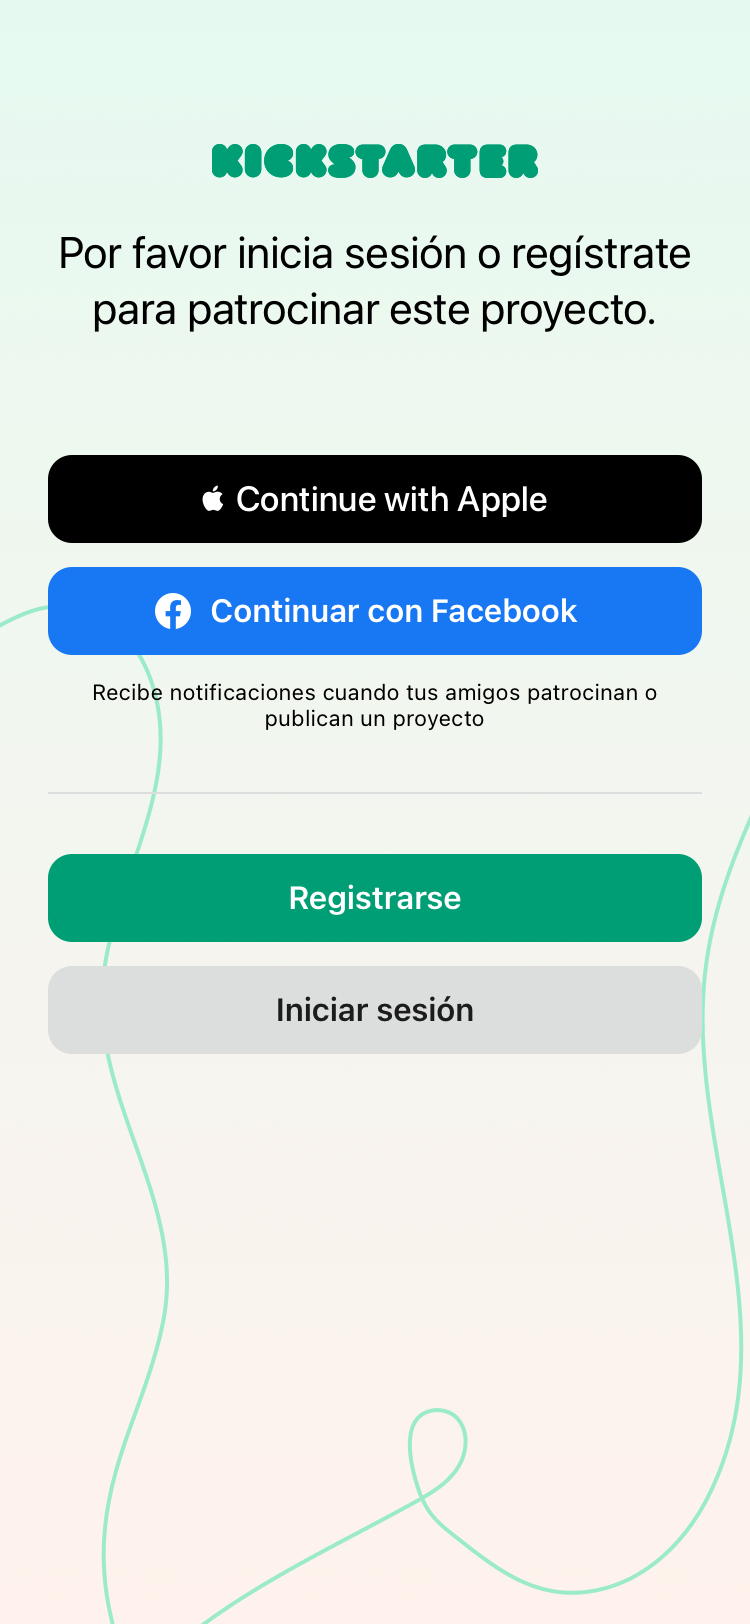 KICKSTARTER
Por favor inicia sesión o regístrate
para patrocinar este proyecto.
Continue with Apple
Continuar con Facebook
Recibe notificaciones cuando tus amigos patrocinan o
publican un proyecto
Registrarse
Iniciar sesión